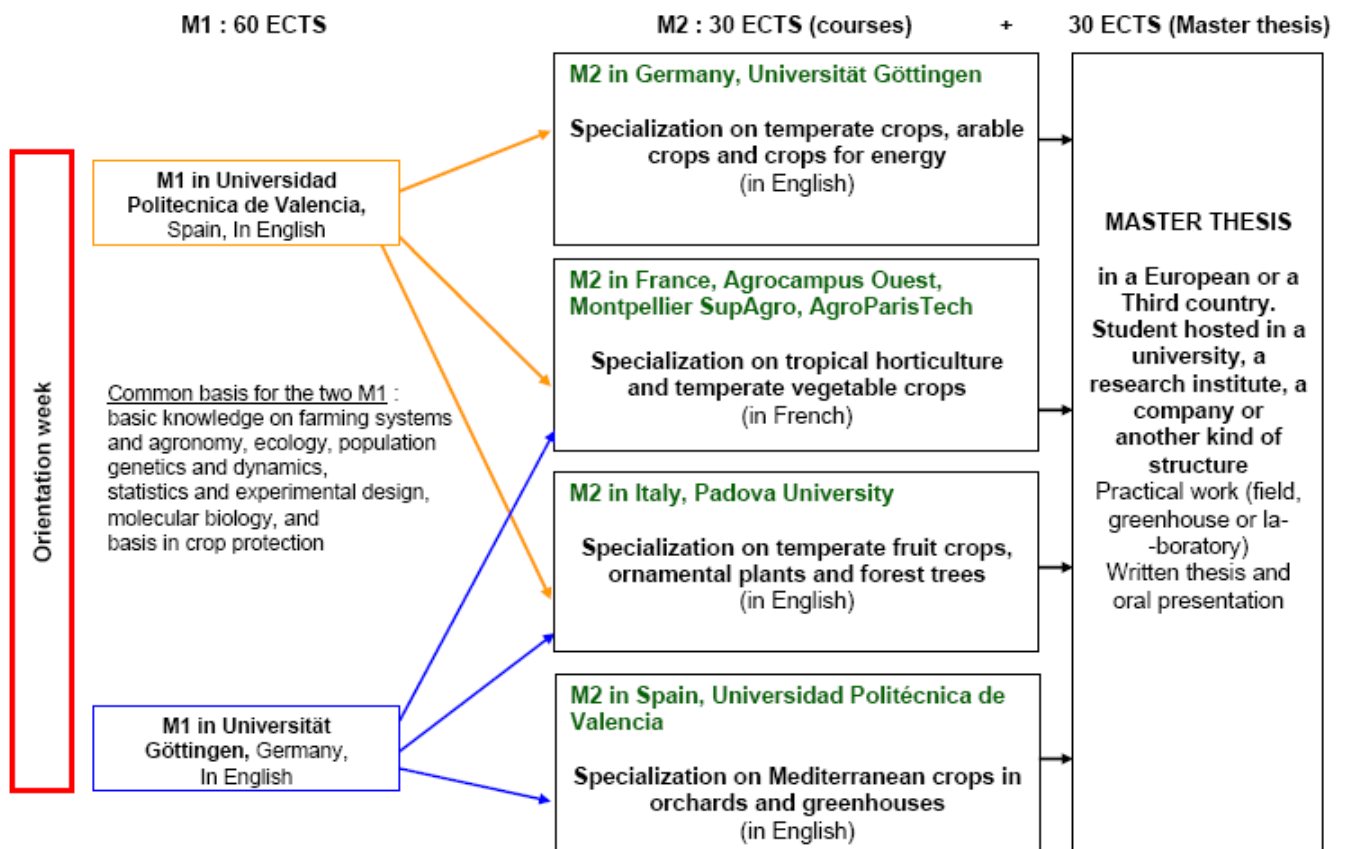 M1 : 60 ECTS
M2 : 30 ECTS (courses)
+
30 ECTS (Master thesis)
Orientation week
M1 in Universidad
Politecnica de Valencia,
Spain, In English
Common basis for the two M1 :
basic knowledge on farming systems
and agronomy, ecology, population
genetics and dynamics,
statistics and experimental design,
molecular biology, and
basis in crop protection
M1 in Universität
Göttingen, Germany,
In English
M2 in Germany, Universität Göttingen
Specialization on temperate crops, arable
crops and crops for energy
(in English)
M2 in France, Agrocampus Ouest,
Montpellier SupAgro, AgroParisTech
Specialization on tropical horticulture
and temperate vegetable crops
(in French)
M2 in Italy, Padova University
Specialization on temperate fruit crops,
ornamental plants and forest trees
(in English)
M2 in Spain, Universidad Politécnica de
Valencia
Specialization on Mediterranean crops in
orchards and greenhouses
(in English)
MASTER THESIS
in a European or a
Third country.
Student hosted in a
university, a
research institute, a
company or
another kind of
structure
Practical work (field,
greenhouse or la-
-boratory)
Written thesis and
oral presentation